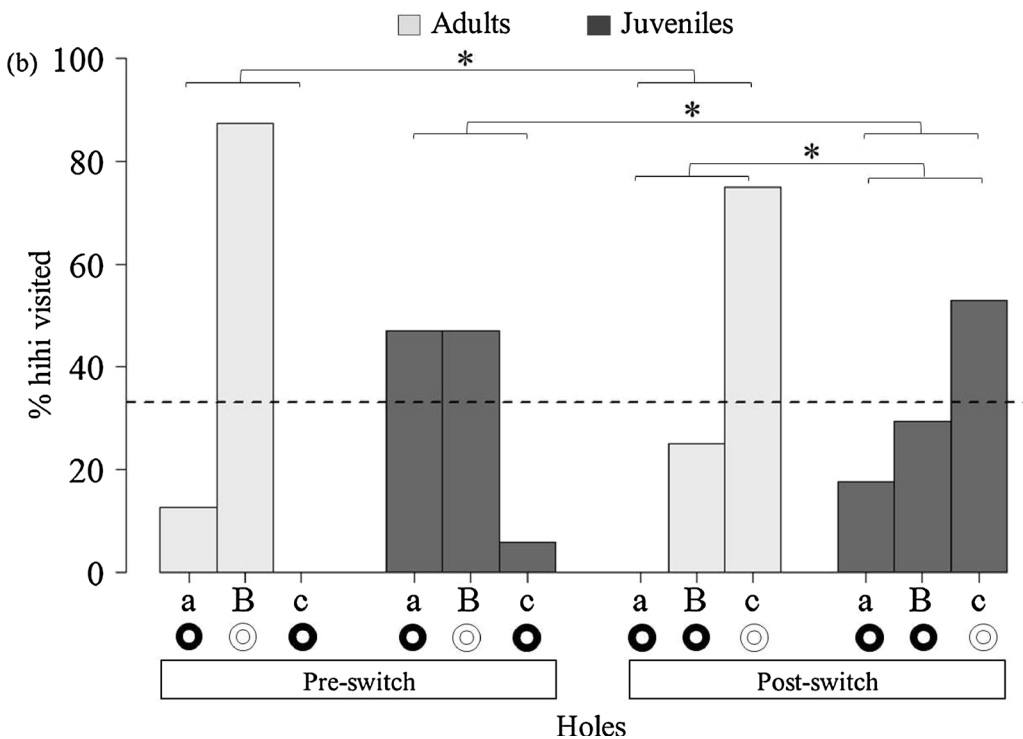 Adults Juveniles
(b)
100
80
60
40
20
0
% hihi visited
*
*
*
a B c a B c a B c a B c
Pre-switch Post-switch
Holes